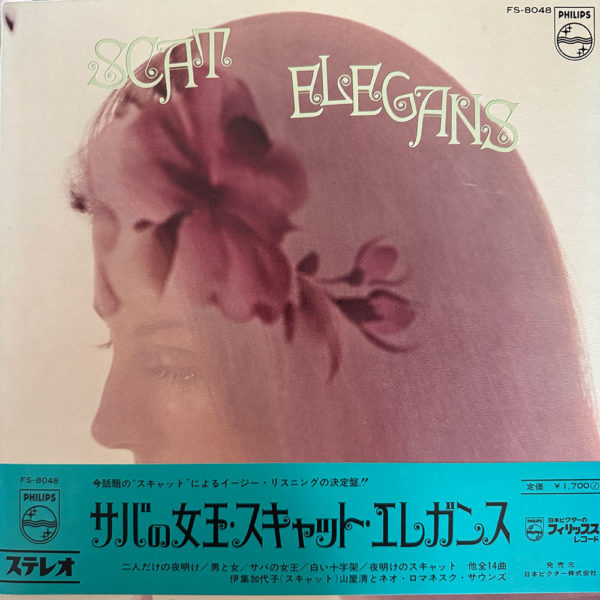 FS-8048
PHILIPS
SCAT
ELEGANS
FS-8048
PHILIPS
ステレオ
今話題の"スキャット"によるイージー・リスニングの決定盤!!
サバの女王・スキャット・エレガンス
二人だけの夜明け/男と女/サバの女王/白い十字架/夜明けのスキャット 他全14曲
伊集加代子(スキャット)山屋清とネオ・ロマネスク・サウンズ
定価 ¥1,700
日本ビクターの
フィリップス
レコード
発売元
日本ビクター株式会社